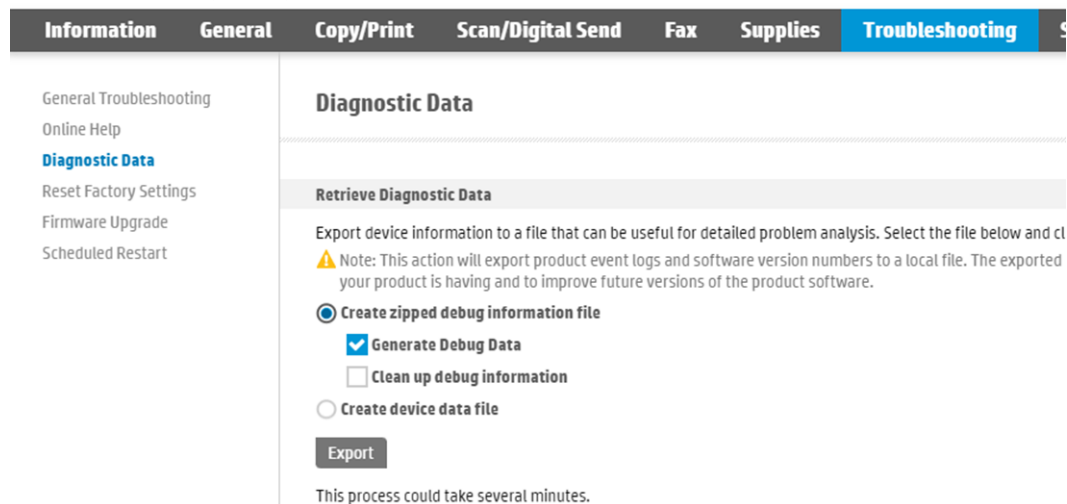 Information General Copy/Print Scan/Digital Send Fax Supplies Troubleshooting
General Troubleshooting
Online Help
Diagnostic Data
Reset Factory Settings
Firmware Upgrade
Scheduled Restart
Diagnostic Data
Retrieve Diagnostic Data
Export device information to a file that can be useful for detailed problem analysis. Select the file below and
Note: This action will export product event logs and software version numbers to a local file. The exported
your product is having and to improve future versions of the product software.
Create zipped debug information file
Generate Debug Data
Clean up debug information
Create device data file
Export
This process could take several minutes.